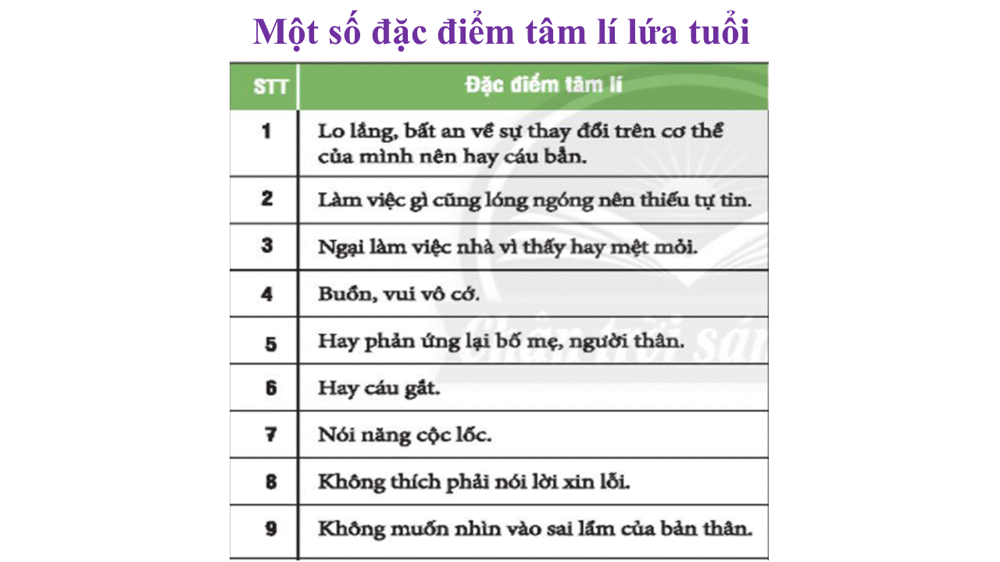 Một số đặc điểm tâm lí lứa tuổi
STT Đặc điểm tâm lí
1 Lo lắng, bất an về sự thay đổi trên cơ thể
của mình nên hay cáu bẳn.
2 Làm việc gì cũng lóng ngóng nên thiếu tự tin.
3 Ngại làm việc nhà vì thấy hay mệt mỏi.
4 Buồn, vui vô cớ.
5 Hay phản ứng lại bố mẹ, người thân.
Chân trời sán
6 Hay cáu gắt.
7 Nói năng cộc lốc.
8 Không thích phải nói lời xin lỗi.
9 Không muốn nhìn vào sai lầm của bản thân.